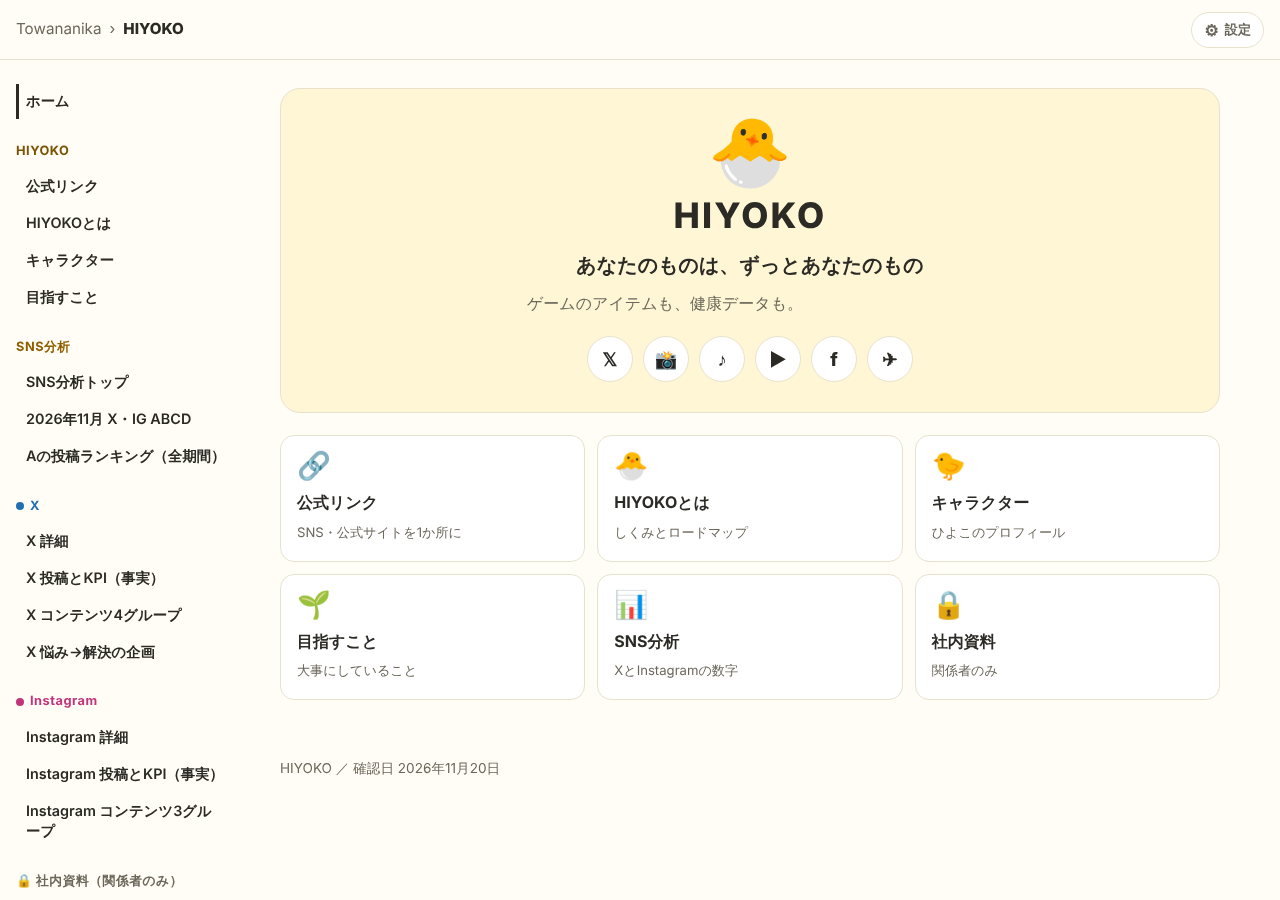 Towananika › HIYOKO
⚙ 設定
ホーム
HIYOKO
公式リンク
HIYOKOとは
キャラクター
目指すこと
SNS分析
SNS分析トップ
2026年11月 X・IG ABCD
Aの投稿ランキング（全期間）
X
X 詳細
X 投稿とKPI（事実）
X コンテンツ4グループ
X 悩み→解決の企画
Instagram
Instagram 詳細
Instagram 投稿とKPI（事実）
Instagram コンテンツ3グル
ープ
🔒 社内資料（関係者のみ）
HIYOKO
あなたのものは、ずっとあなたのもの
ゲームのアイテムも、健康データも。
𝕏 📸 ♪ ▶ f ✈
公式リンク
SNS・公式サイトを1か所に
HIYOKOとは
しくみとロードマップ
キャラクター
ひよこのプロフィール
目指すこと
大事にしていること
SNS分析
XとInstagramの数字
社内資料
関係者のみ
HIYOKO ／ 確認日 2026年11月20日